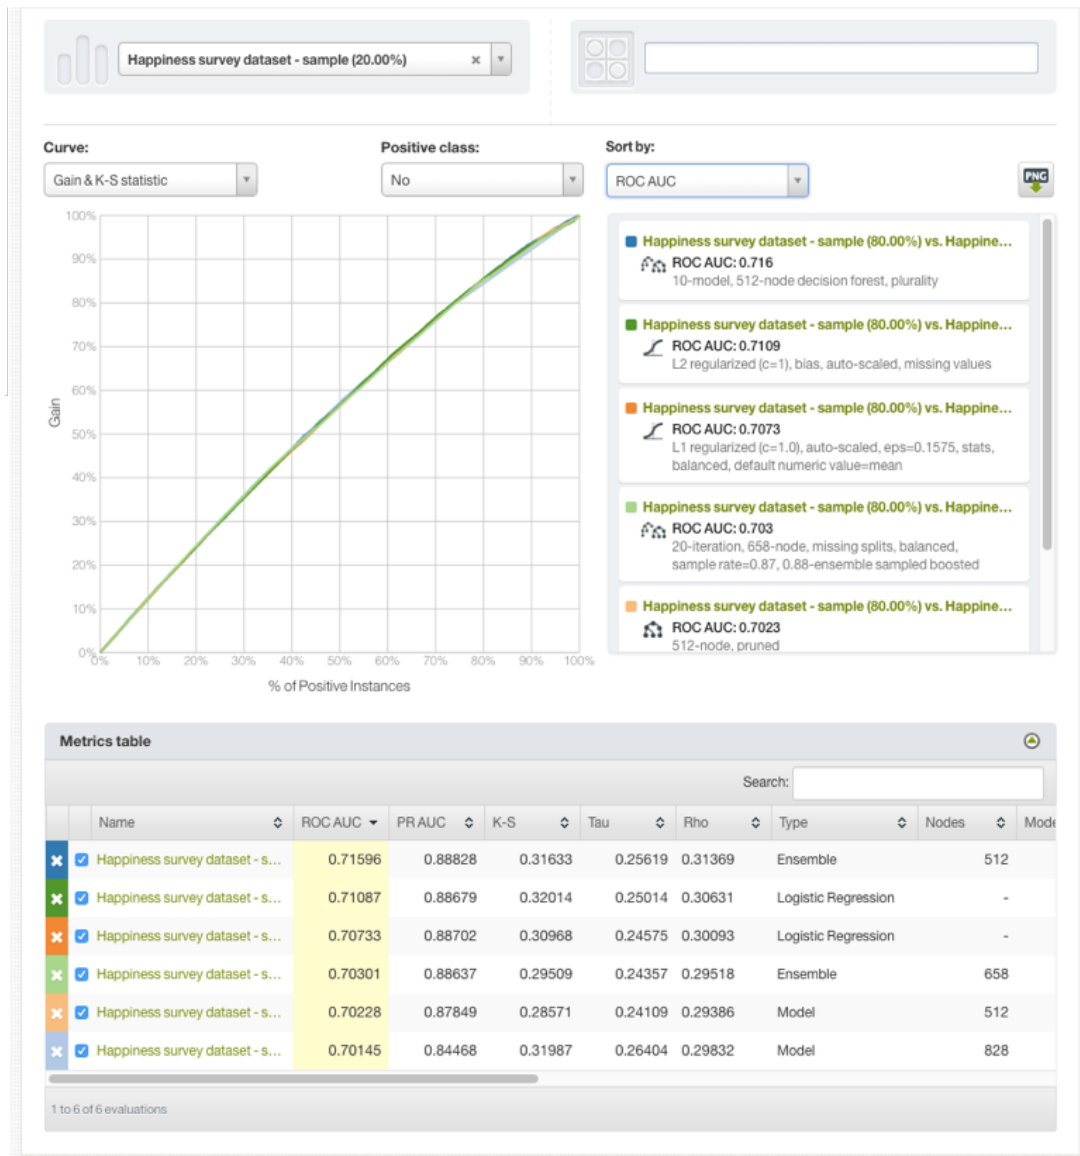 Happiness survey dataset - sample (20.00%)
Curve:
Positive class:
Sort by:
Gain & K-S statistic
No
ROC AUC
PNG
100%
90%
80%
70%
60%
50%
40%
30%
20%
10%
0%
Gain
0% 10% 20% 30% 40% 50% 60% 70% 80% 90% 100%
% of Positive Instances
Happiness survey dataset - sample (80.00%) vs. Happine...
ROC AUC: 0.716
10-model, 512-node decision forest, plurality
Happiness survey dataset - sample (80.00%) vs. Happine...
ROC AUC: 0.7109
L2 regularized (c=1), bias, auto-scaled, missing values
Happiness survey dataset - sample (80.00%) vs. Happine...
ROC AUC: 0.7073
L1 regularized (c=1.0), auto-scaled, eps=0.1575, stats,
balanced, default numeric value=mean
Happiness survey dataset - sample (80.00%) vs. Happine...
ROC AUC: 0.703
20-iteration, 658-node, missing splits, balanced,
sample rate=0.87, 0.88-ensemble sampled boosted
Happiness survey dataset - sample (80.00%) vs. Happine...
ROC AUC: 0.7023
512-node, pruned
Metrics table
Search:
Name ROC AUC PR AUC K-S Tau Rho Type Nodes Mode
Happiness survey dataset - s... 0.71596 0.88828 0.31633 0.25619 0.31369 Ensemble 512
Happiness survey dataset - s... 0.71087 0.88679 0.32014 0.25014 0.30631 Logistic Regression -
Happiness survey dataset - s... 0.70733 0.88702 0.30968 0.24575 0.30093 Logistic Regression -
Happiness survey dataset - s... 0.70301 0.88637 0.29509 0.24357 0.29518 Ensemble 658
Happiness survey dataset - s... 0.70228 0.87849 0.28571 0.24109 0.29386 Model 512
Happiness survey dataset - s... 0.70145 0.84468 0.31987 0.26404 0.29832 Model 828
1 to 6 of 6 evaluations